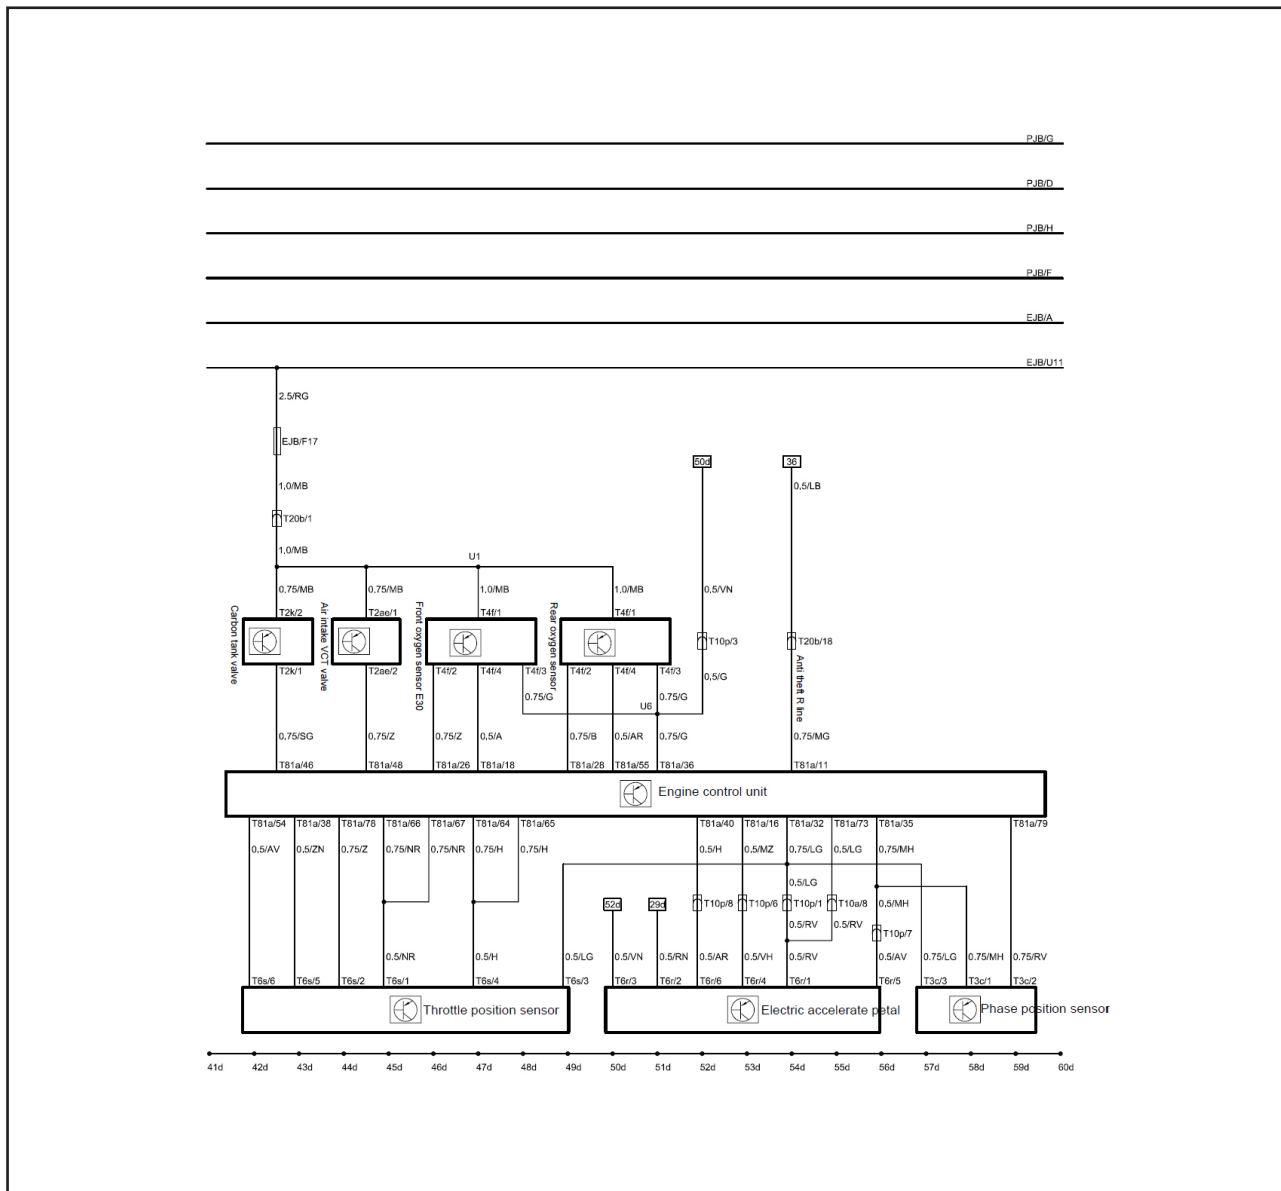 PJB/G
PJB/D
PJB/H
PJB/F
EJB/A
EJB/U11
2.5/RG
EJB/F17
50d
36
1.0/MB
0.5/LB
T20b/1
1.0/MB
U1
0.75/MB
0.75/MB
1.0/MB
1.0/MB
0.5/VN
Carbon tank valve
Air intake VCT valve
Front oxygen sensor E30
Rear oxygen sensor
T2k/2
T2ae/1
T4f/1
T4f/1
T10p/3
T20b/18
Anti theft R line
T2k/1
T2ae/2
T4f/2
T4f/4
T4f/3
T4f/2
T4f/4
T4f/3
0.5/G
0.75/G
0.75/G
U6
0.75/SG
0.75/Z
0.75/Z
0.5/A
0.75/B
0.5/AR
0.75/G
0.75/MG
T81a/46
T81a/48
T81a/26
T81a/18
T81a/28
T81a/55
T81a/36
T81a/11
Engine control unit
T81a/54
T81a/38
T81a/78
T81a/66
T81a/67
T81a/64
T81a/65
T81a/40
T81a/16
T81a/32
T81a/73
T81a/35
T81a/79
0.5/AV
0.5/ZN
0.75/Z
0.75/NR
0.75/NR
0.75/H
0.75/H
0.5/H
0.5/MZ
0.75/LG
0.5/LG
0.75/MH
0.5/LG
52d
29d
T10p/8
T10p/6
T10p/1
T10a/8
0.5/MH
0.5/RV
0.5/RV
T10p/7
0.5/NR
0.5/H
0.5/LG
0.5/VN
0.5/RN
0.5/AR
0.5/VH
0.5/RV
0.5/AV
0.75/LG
0.75/MH
0.75/RV
T6s/6
T6s/5
T6s/2
T6s/1
T6s/4
T6s/3
T6r/3
T6r/2
T6r/6
T6r/4
T6r/1
T6r/5
T3c/3
T3c/1
T3c/2
Throttle position sensor
Electric accelerate petal
Phase position sensor
41d
42d
43d
44d
45d
46d
47d
48d
49d
50d
51d
52d
53d
54d
55d
56d
57d
58d
59d
60d